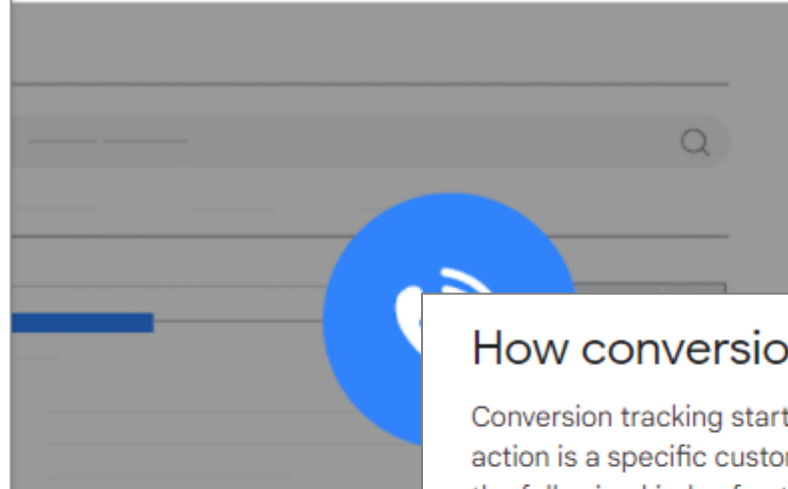 How conversio
Conversion tracking start
action is a specific custo